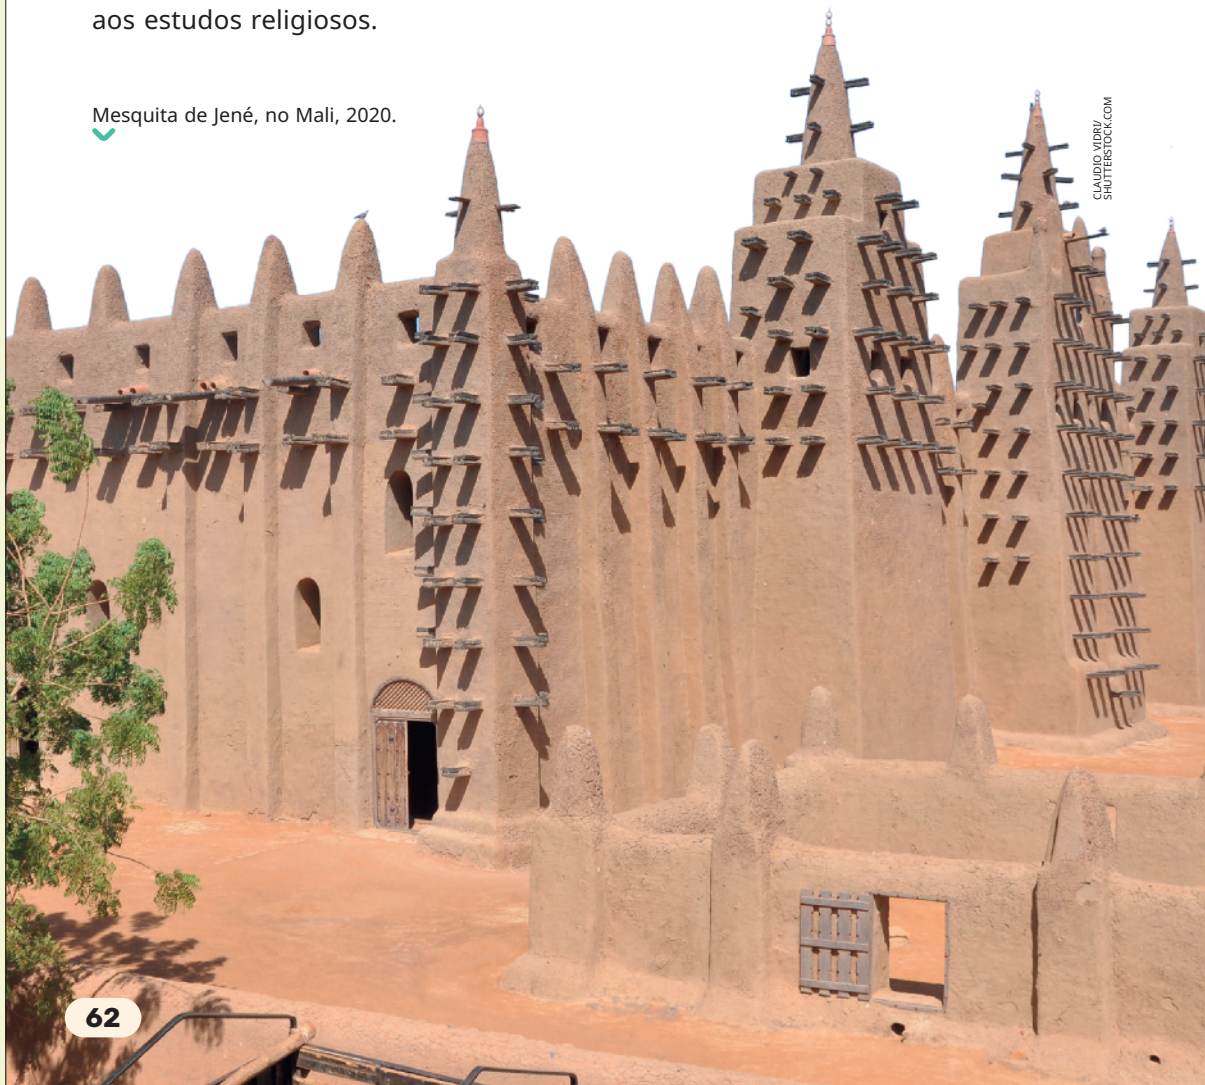 aos estudos religiosos.
Mesquita de Jené, no Mali, 2020.
CLAUDIO VIDRI/
SHUTTERSTOCK.COM
62